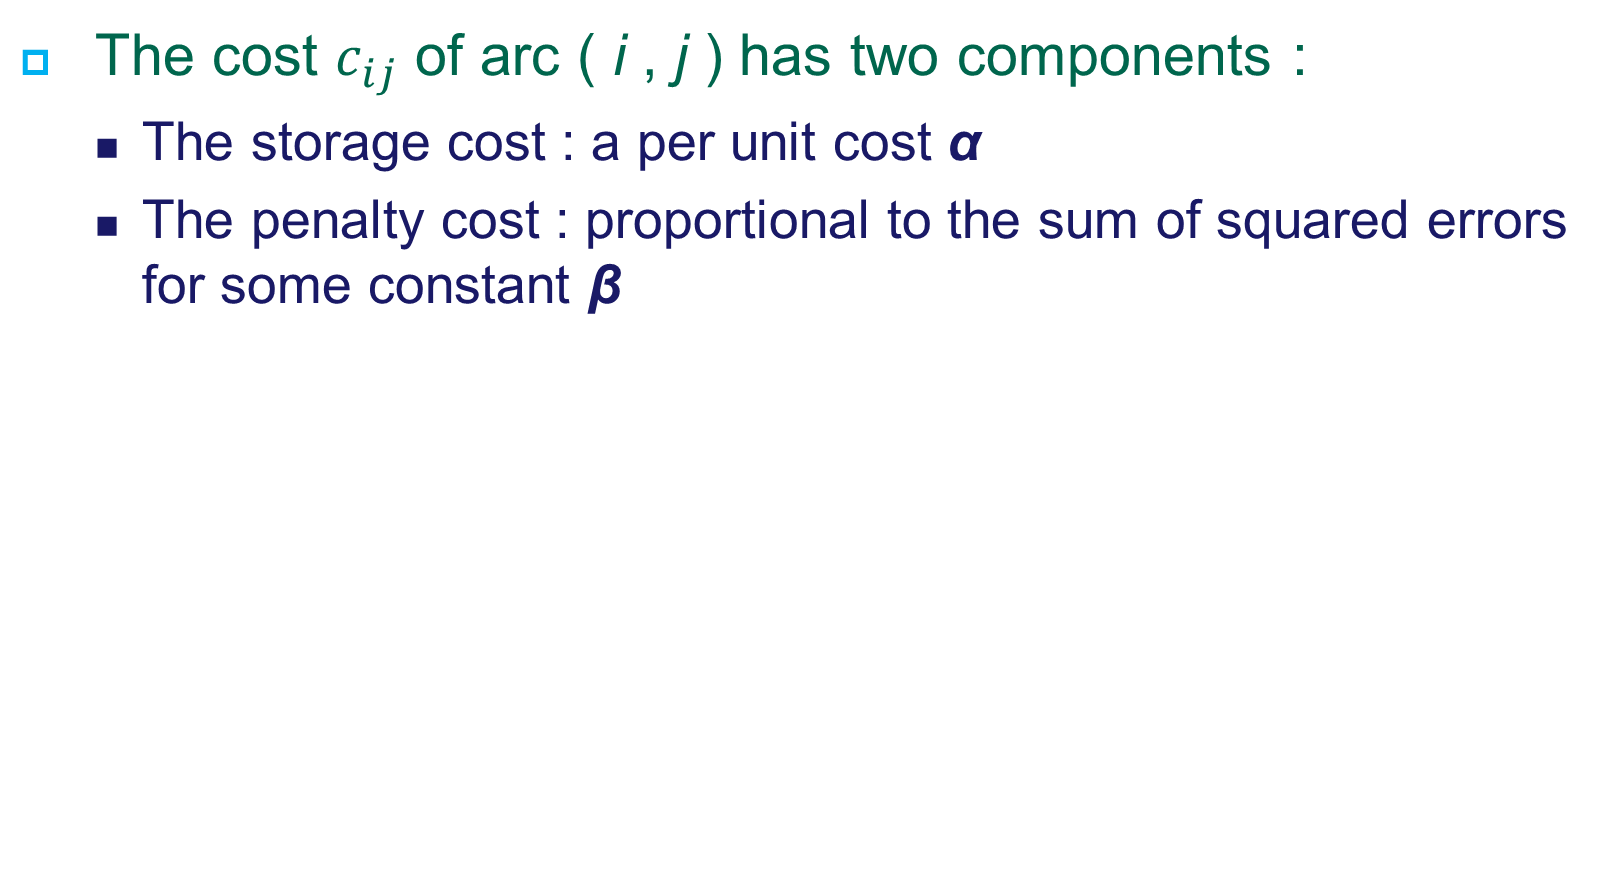 The cost c_ij of arc ( i , j ) has two components :
The storage cost : a per unit cost α
The penalty cost : proportional to the sum of squared errors
for some constant β